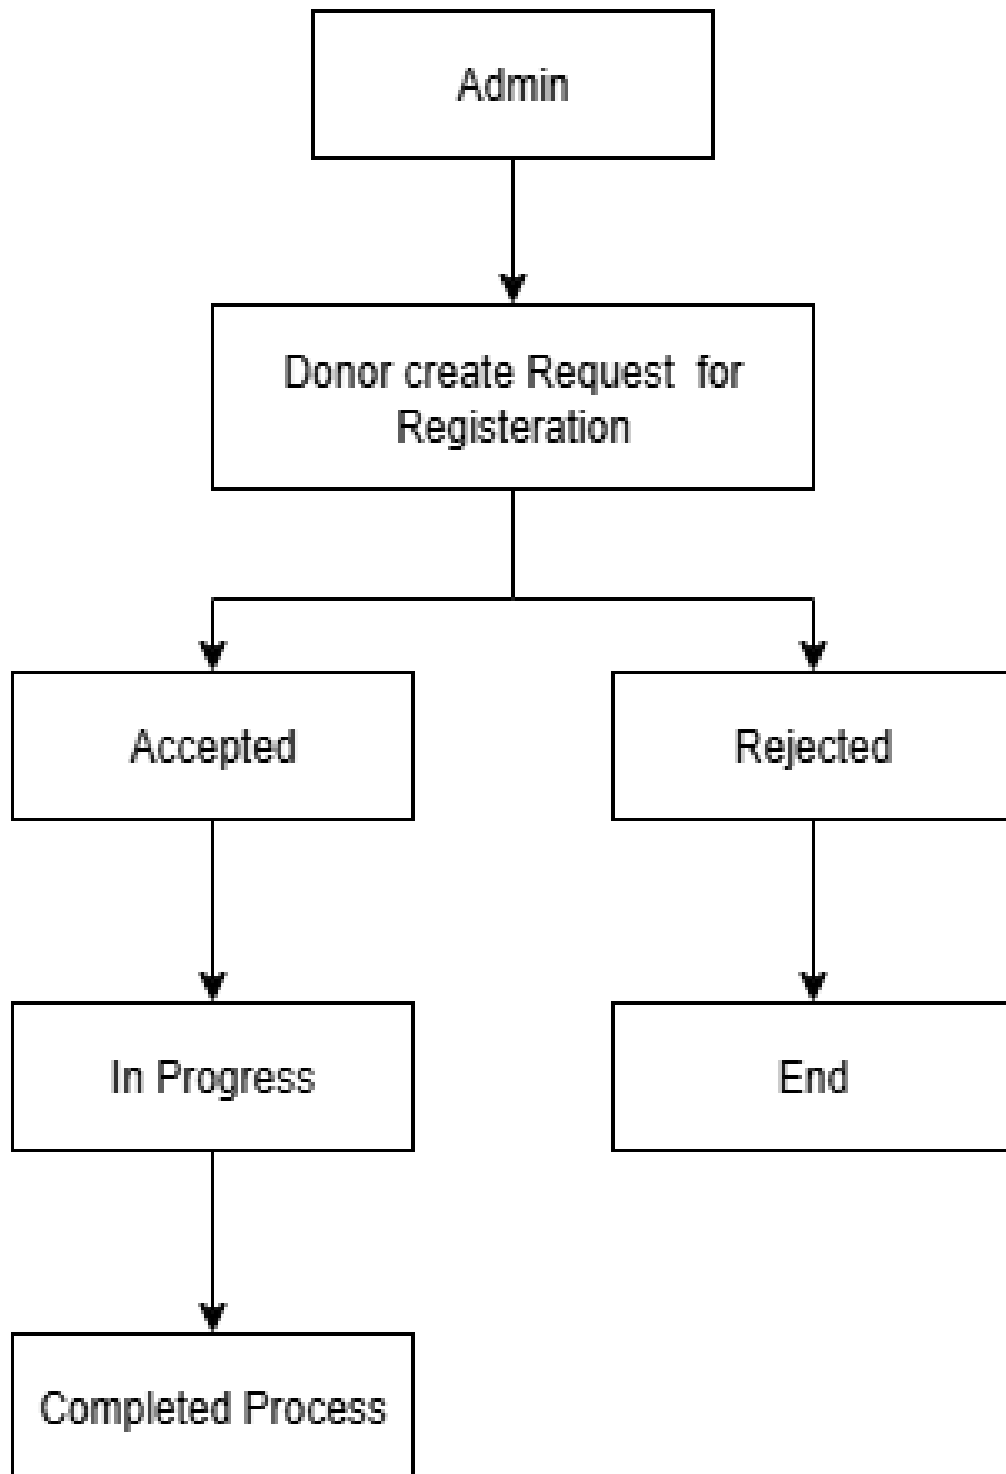 Admin
Donor create Request  for
Registeration
Accepted
Rejected
In Progress
End
Completed Process